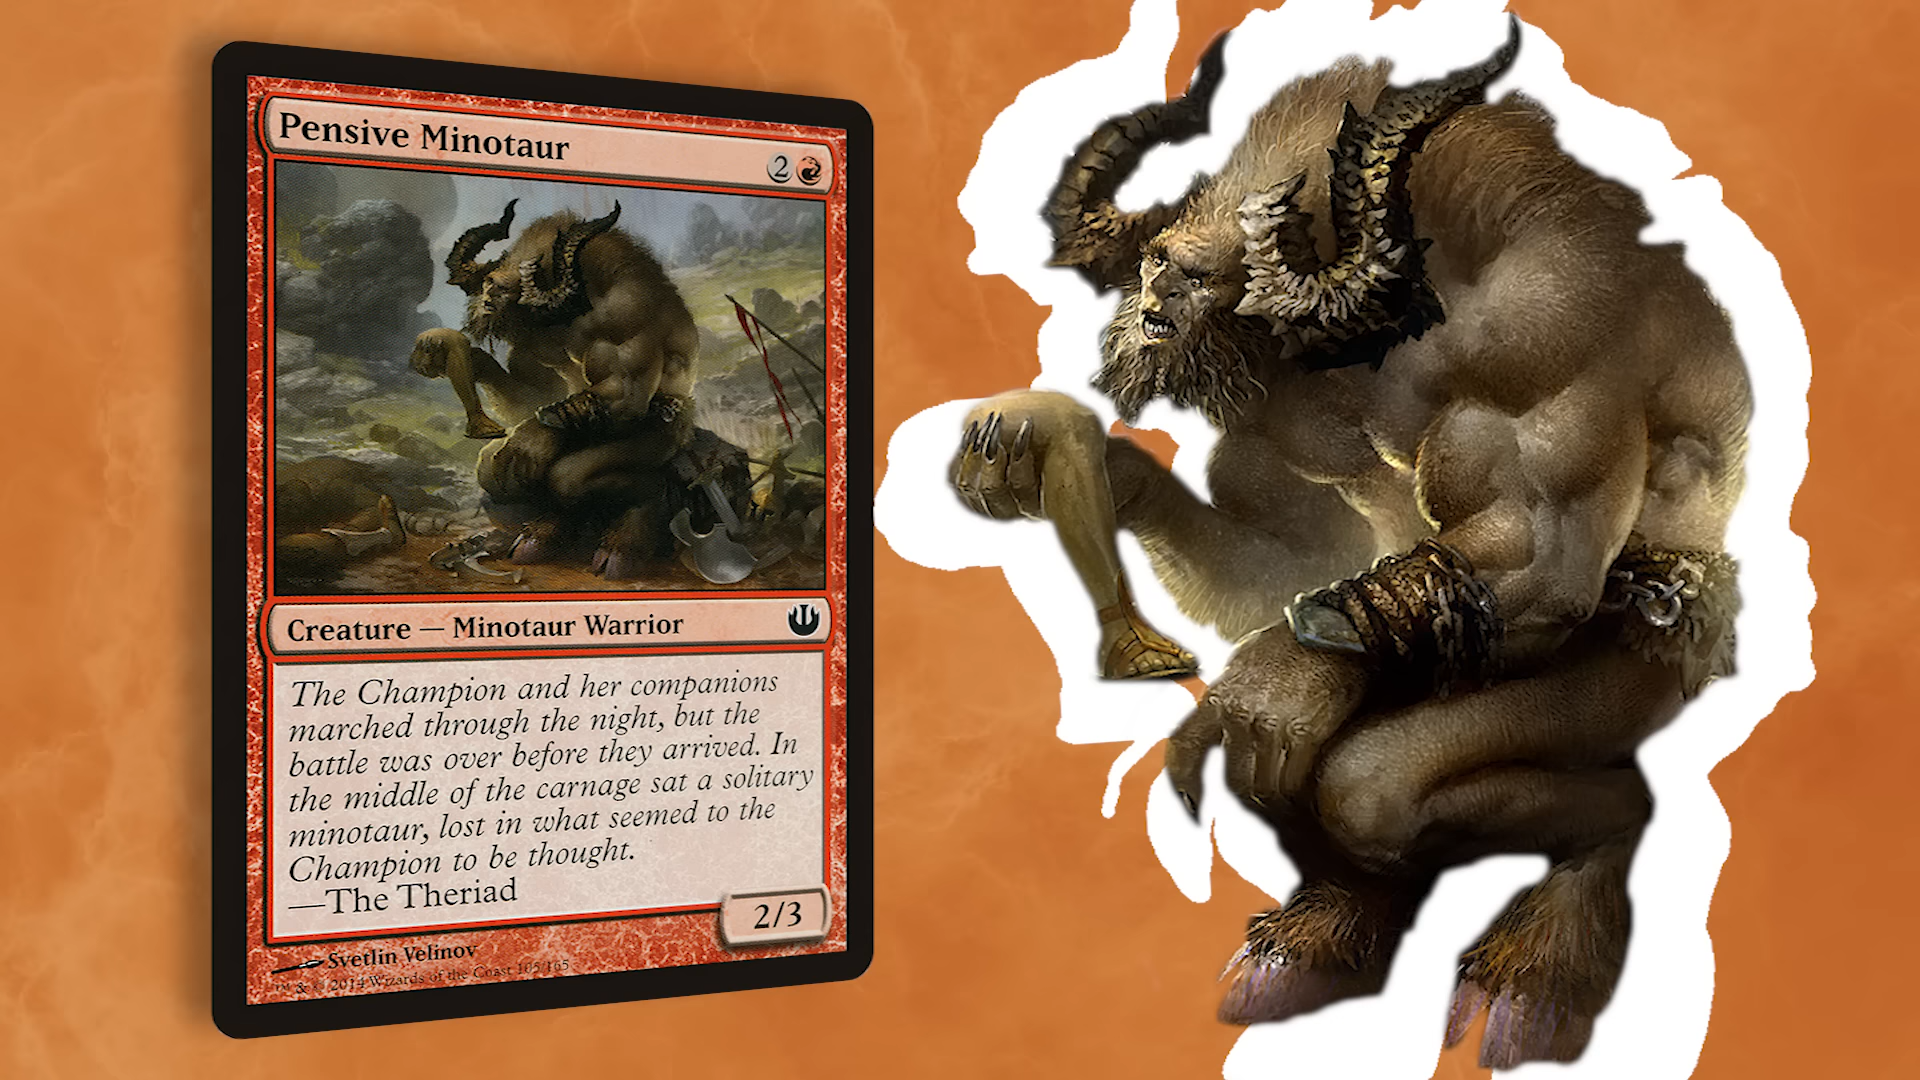 Pensive Minotaur
2
Creature — Minotaur Warrior
The Champion and her companions
marched through the night, but the
battle was over before they arrived. In
the middle of the carnage sat a solitary
minotaur, lost in what seemed to the
Champion to be thought.
—The Theriad
2/3
Svetlin Velinov
™ & © 2014 Wizards of the Coast 105/165